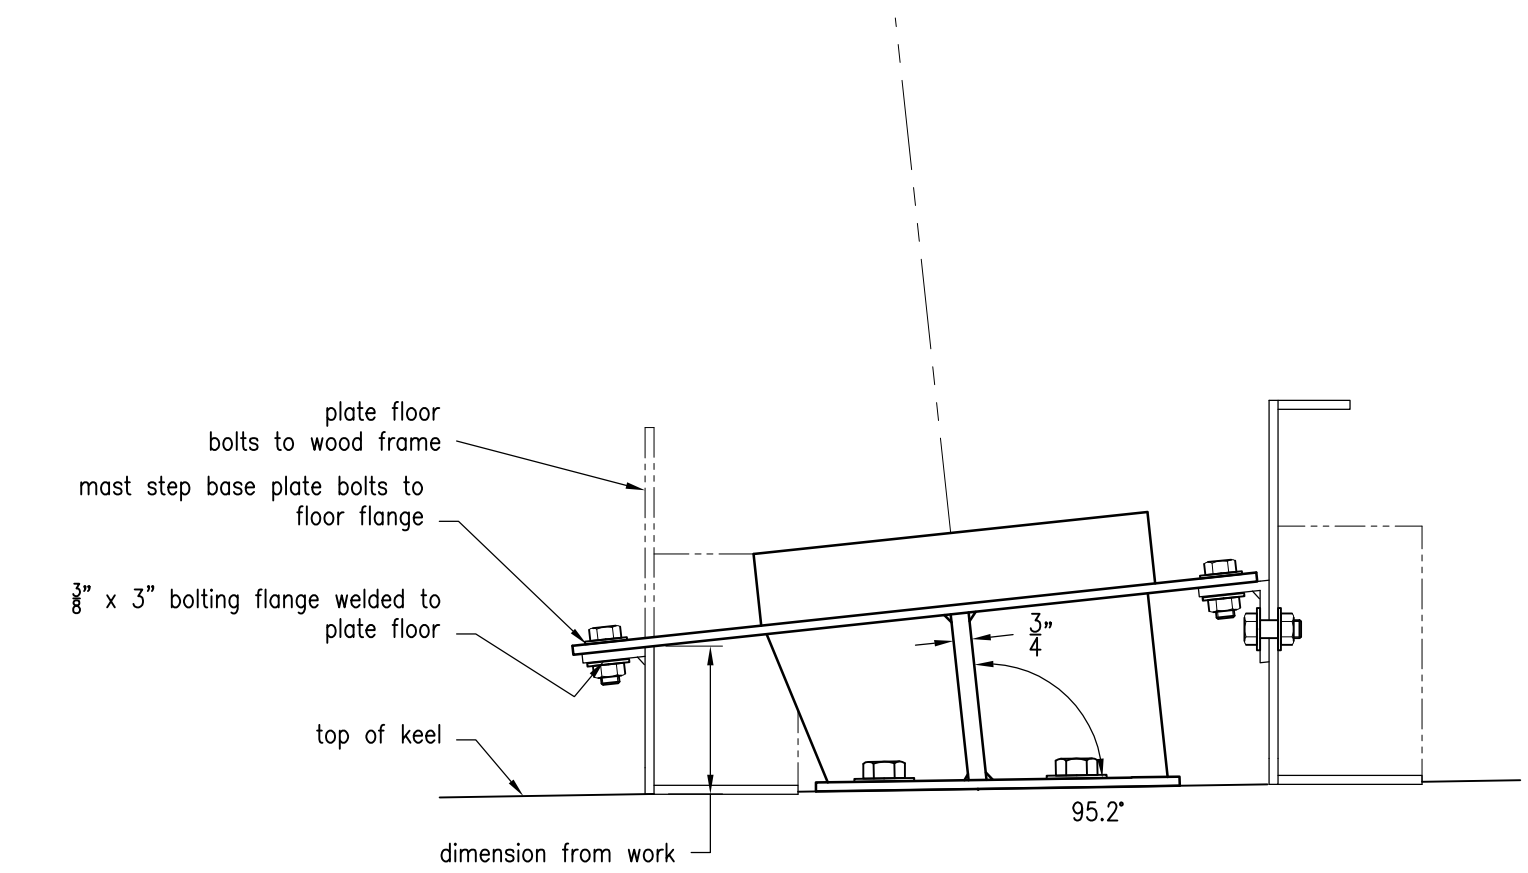 plate floor
bolts to wood frame
mast step base plate bolts to
floor flange
3/8" x 3" bolting flange welded to
plate floor
3/4"
top of keel
95.2°
dimension from work